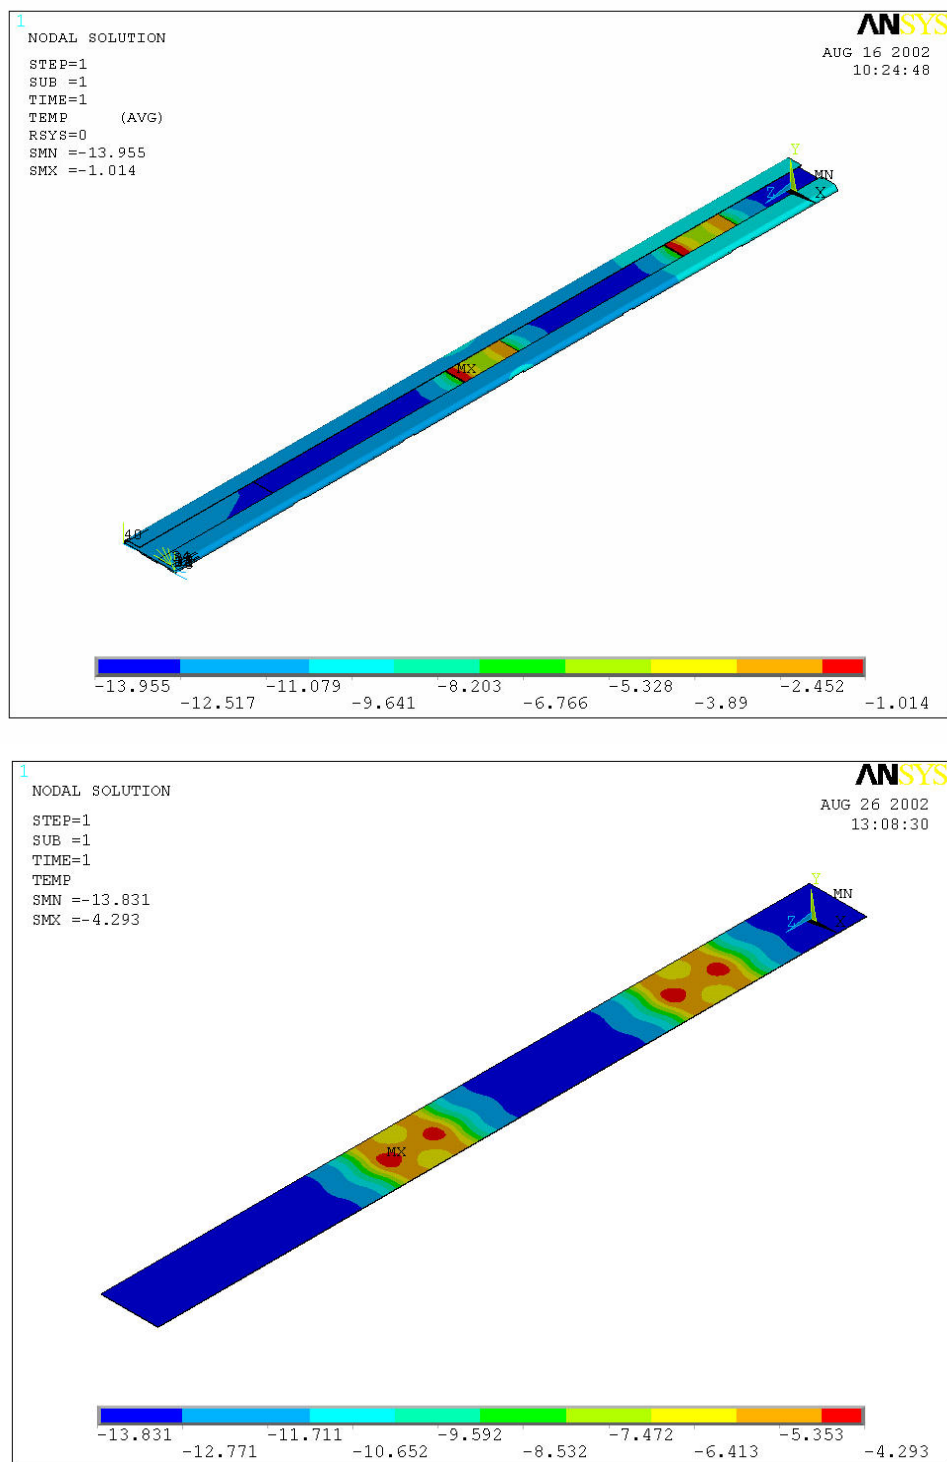 1
ANSYS
NODAL SOLUTION
AUG 16 2002
10:24:48
STEP=1
SUB =1
TIME=1
TEMP (AVG)
RSYS=0
SMN =-13.955
SMX =-1.014
Y
MN
Z X
MX
40
-13.955 -11.079 -8.203 -5.328 -2.452
-12.517 -9.641 -6.766 -3.89 -1.014
1
ANSYS
NODAL SOLUTION
AUG 26 2002
13:08:30
STEP=1
SUB =1
TIME=1
TEMP
SMN =-13.831
SMX =-4.293
Y
MN
Z X
MX
-13.831 -11.711 -9.592 -7.472 -5.353
-12.771 -10.652 -8.532 -6.413 -4.293